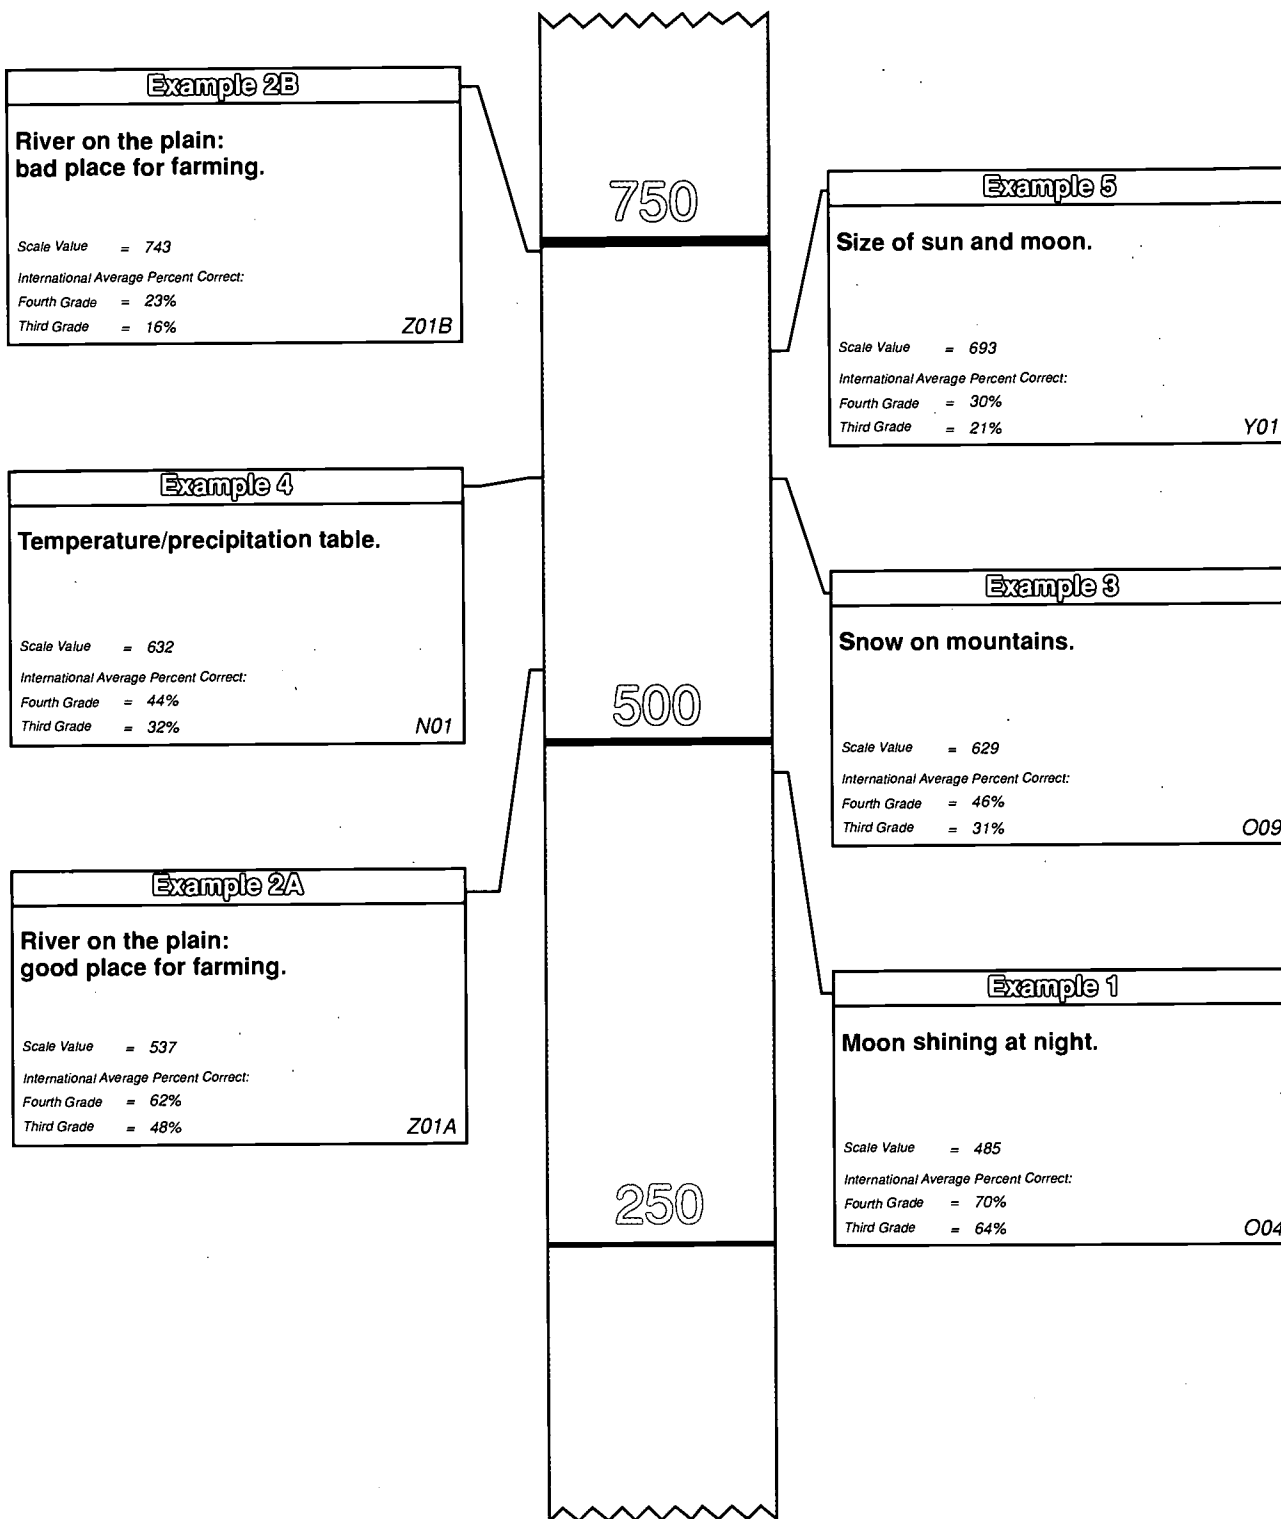 Example 2B
River on the plain:
bad place for farming.
Scale Value = 743
International Average Percent Correct:
Fourth Grade = 23%
Third Grade = 16%
Z01B
Example 4
Temperature/precipitation table.
Scale Value = 632
International Average Percent Correct:
Fourth Grade = 44%
Third Grade = 32%
N01
Example 2A
River on the plain:
good place for farming.
Scale Value = 537
International Average Percent Correct:
Fourth Grade = 62%
Third Grade = 48%
Z01A
750
500
250
Example 5
Size of sun and moon.
Scale Value = 693
International Average Percent Correct:
Fourth Grade = 30%
Third Grade = 21%
Y01
Example 3
Snow on mountains.
Scale Value = 629
International Average Percent Correct:
Fourth Grade = 46%
Third Grade = 31%
O09
Example 1
Moon shining at night.
Scale Value = 485
International Average Percent Correct:
Fourth Grade = 70%
Third Grade = 64%
O04